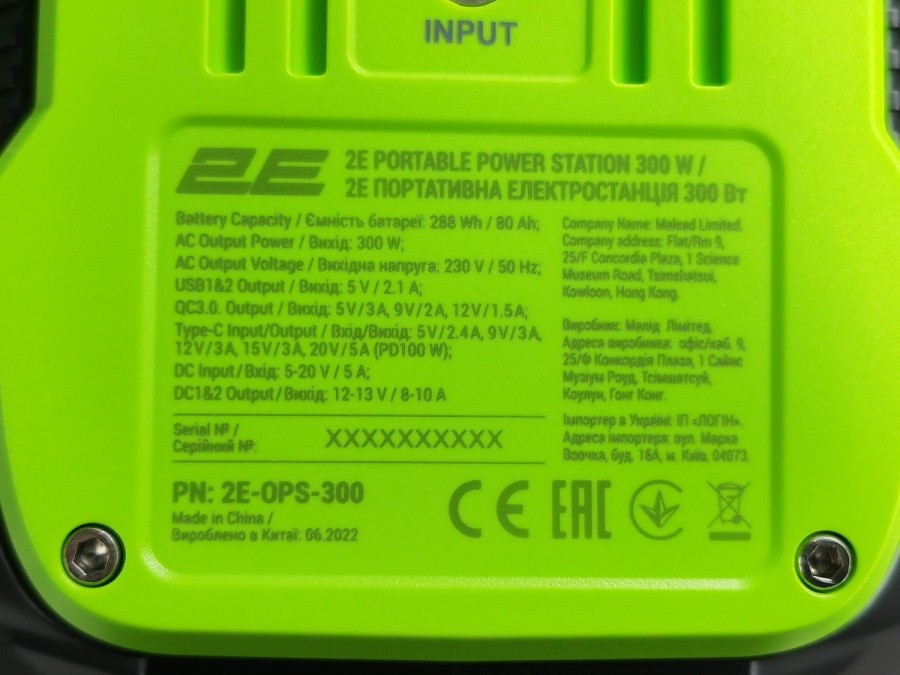 INPUT
2E
2E PORTABLE POWER STATION 300 W /
2E ПОРТАТИВНА ЕЛЕКТРОСТАНЦІЯ 300 Вт
Battery Capacity / Ємність батареї: 288 Wh / 80 Ah;
AC Output Power / Вихід: 300 W;
AC Output Voltage / Вихідна напруга: 230 V / 50 Hz;
USB1&2 Output / Вихід: 5 V / 2.1 A;
QC3.0. Output / Вихід: 5V/3A, 9V/2A, 12V/1.5A;
Type-C Input/Output / Вхід/Вихід: 5V/2.4A, 9V/3A,
12V/3A, 15V/3A, 20V/5A (PD100 W);
DC Input/Вхід: 5-20 V / 5 A;
DC1&2 Output/Вихід: 12-13 V / 8-10 A
Serial № /
Серійний №:
XXXXXXXXXX
PN: 2E-OPS-300
Made in China /
Вироблено в Китаї: 06.2022
Company Name: Malead Limited.
Company address: Flat/Rm 9,
25/F Concordia Plaza, 1 Science
Museum Road, Tsimshatsui,
Kowloon, Hong Kong.
Виробник: Малід Лімітед.
Адреса виробника: офіс/каб. 9,
25/Ф Конкордія Плаза, 1 Сайнс
Музіум Роуд, Тсімшатсуй,
Коулун, Гонг Конг.
Імпортер в Україні: ІП «ЛОГІН».
Адреса імпортера: вул. Марка
Вовчка, буд. 18А, м. Київ, 04073.
CE EAC